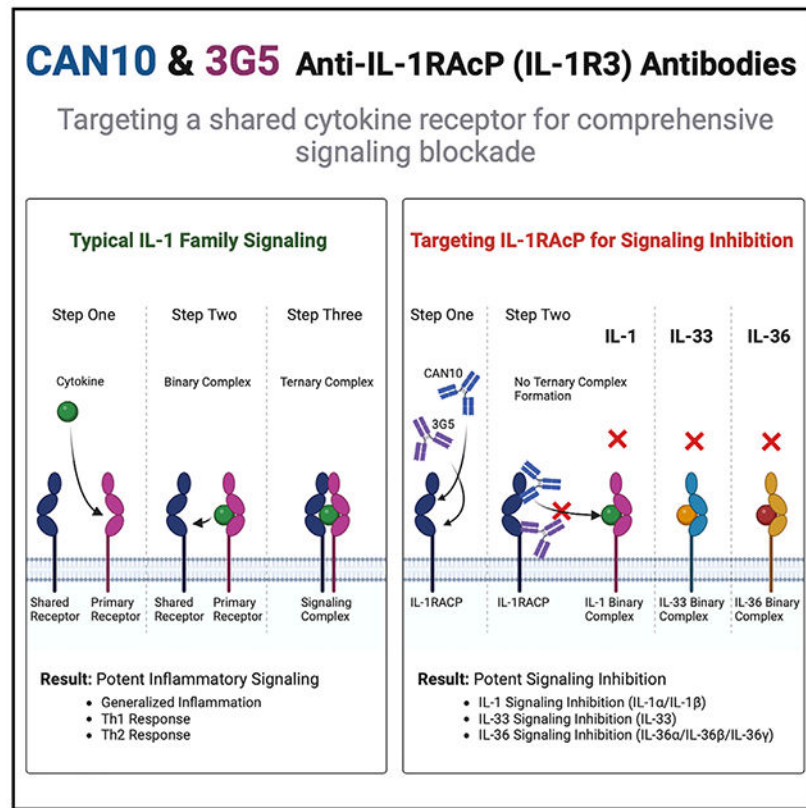 CAN10 & 3G5 Anti-IL-1RAcP (IL-1R3) Antibodies
Targeting a shared cytokine receptor for comprehensive
signaling blockade
Typical IL-1 Family Signaling
Step One
Step Two
Step Three
Cytokine
Binary Complex
Ternary Complex
Shared
Receptor
Primary
Receptor
Shared
Receptor
Primary
Receptor
Signaling
Complex
Result: Potent Inflammatory Signaling
• Generalized Inflammation
• Th1 Response
• Th2 Response
Targeting IL-1RAcP for Signaling Inhibition
Step One
Step Two
IL-1
IL-33
IL-36
CAN10
3G5
No Ternary Complex
Formation
IL-1RACP
IL-1RACP
IL-1 Binary
Complex
IL-33 Binary
Complex
IL-36 Binary
Complex
Result: Potent Signaling Inhibition
• IL-1 Signaling Inhibition (IL-1α/IL-1β)
• IL-33 Signaling Inhibition (IL-33)
• IL-36 Signaling Inhibition (IL-36α/IL-36β/IL-36γ)